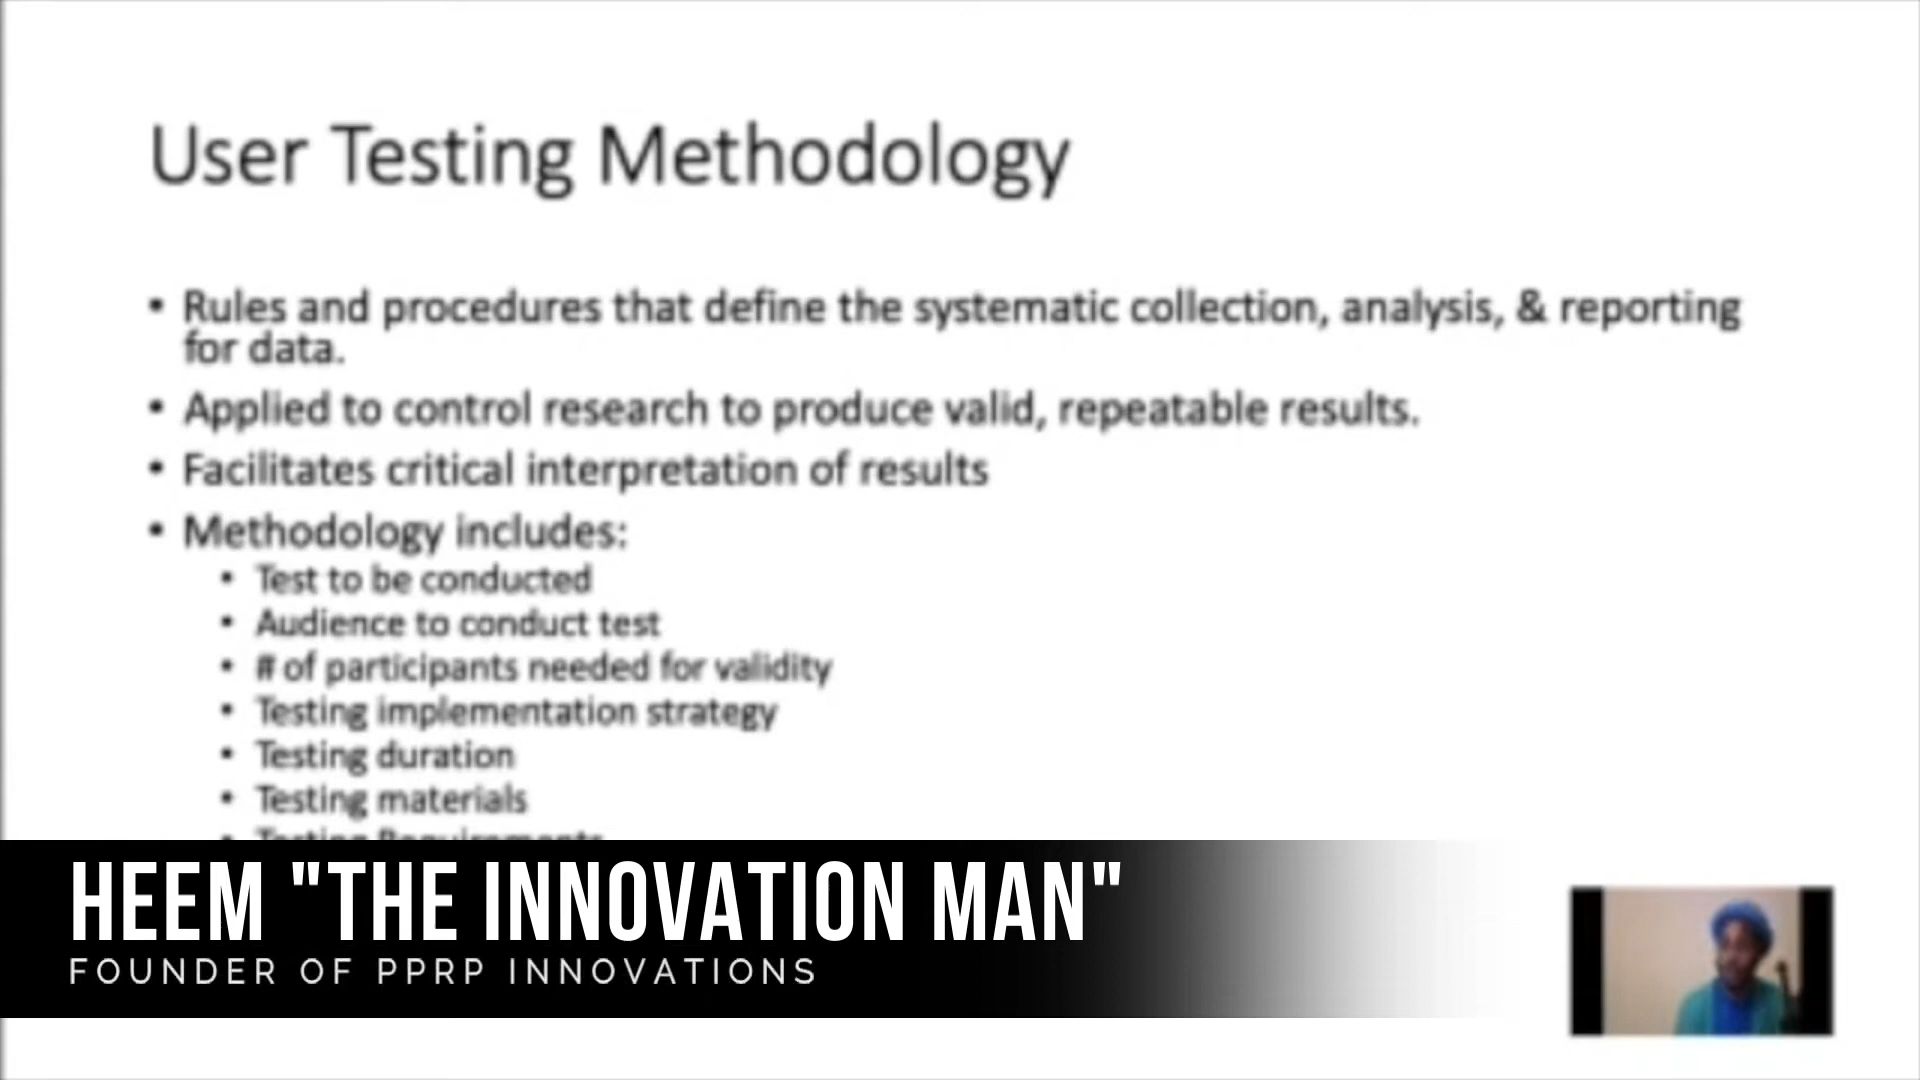 User Testing Methodology
• Rules and procedures that define the systematic collection, analysis, & reporting
for data.
• Applied to control research to produce valid, repeatable results.
• Facilitates critical interpretation of results
• Methodology includes:
• Test to be conducted
• Audience to conduct test
• # of participants needed for validity
• Testing implementation strategy
• Testing duration
• Testing materials
• Testing Requirements
HEEM "THE INNOVATION MAN"
FOUNDER OF PPRP INNOVATIONS